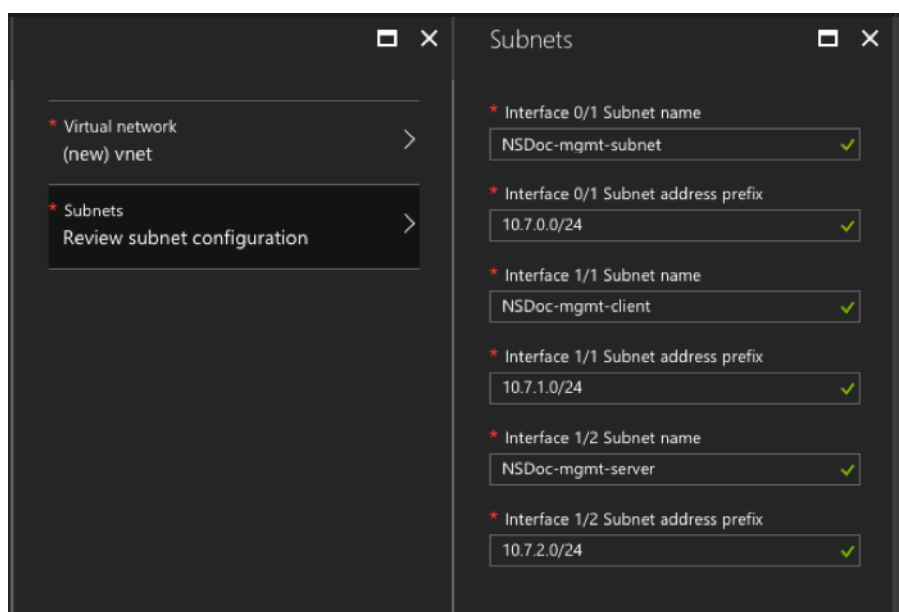 * Virtual network
(new) vnet
* Subnets
Review subnet configuration
Subnets
* Interface 0/1 Subnet name
NSDoc-mgmt-subnet
* Interface 0/1 Subnet address prefix
10.7.0.0/24
* Interface 1/1 Subnet name
NSDoc-mgmt-client
* Interface 1/1 Subnet address prefix
10.7.1.0/24
* Interface 1/2 Subnet name
NSDoc-mgmt-server
* Interface 1/2 Subnet address prefix
10.7.2.0/24